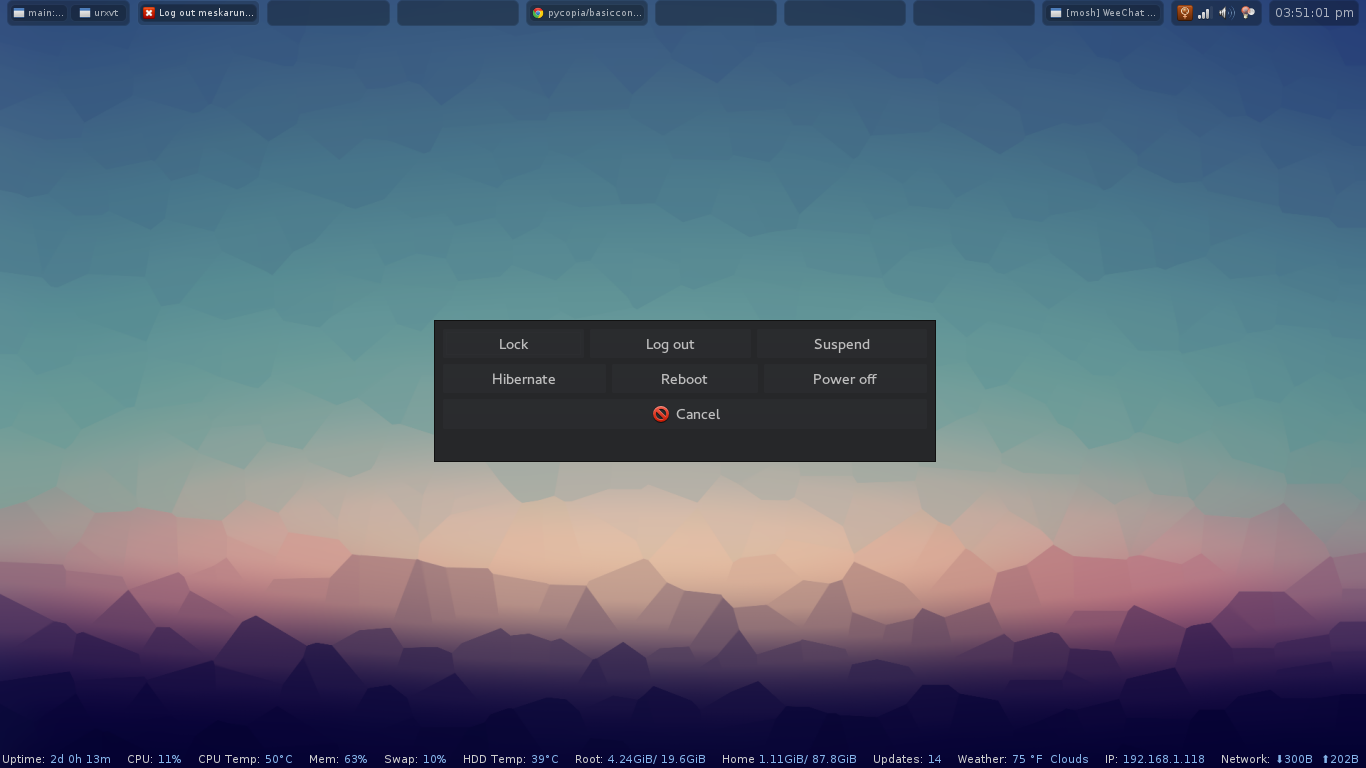 main:... urxvt Log out meskarun... pycopia/basiccon... [mosh] WeeChat ... 03:51:01 pm
Lock Log out Suspend
Hibernate Reboot Power off
Cancel
Uptime: 2d 0h 13m CPU: 11% CPU Temp: 50°C Mem: 63% Swap: 10% HDD Temp: 39°C Root: 4.24GiB/ 19.6GiB Home 1.11GiB/ 87.8GiB Updates: 14 Weather: 75 °F Clouds IP: 192.168.1.118 Network: ⬇300B ⬆202B